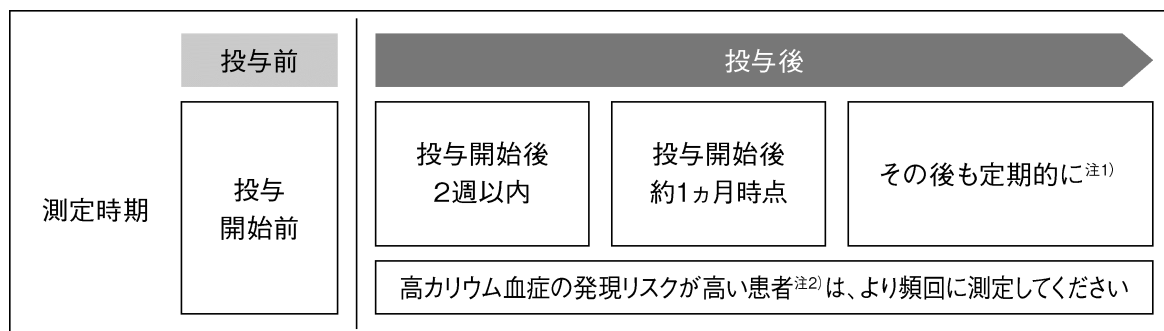 投与前
投与後
測定時期
投与
開始前
投与開始後
2週以内
投与開始後
約1ヵ月時点
その後も定期的に注1)
高カリウム血症の発現リスクが高い患者注2)は、より頻回に測定してください